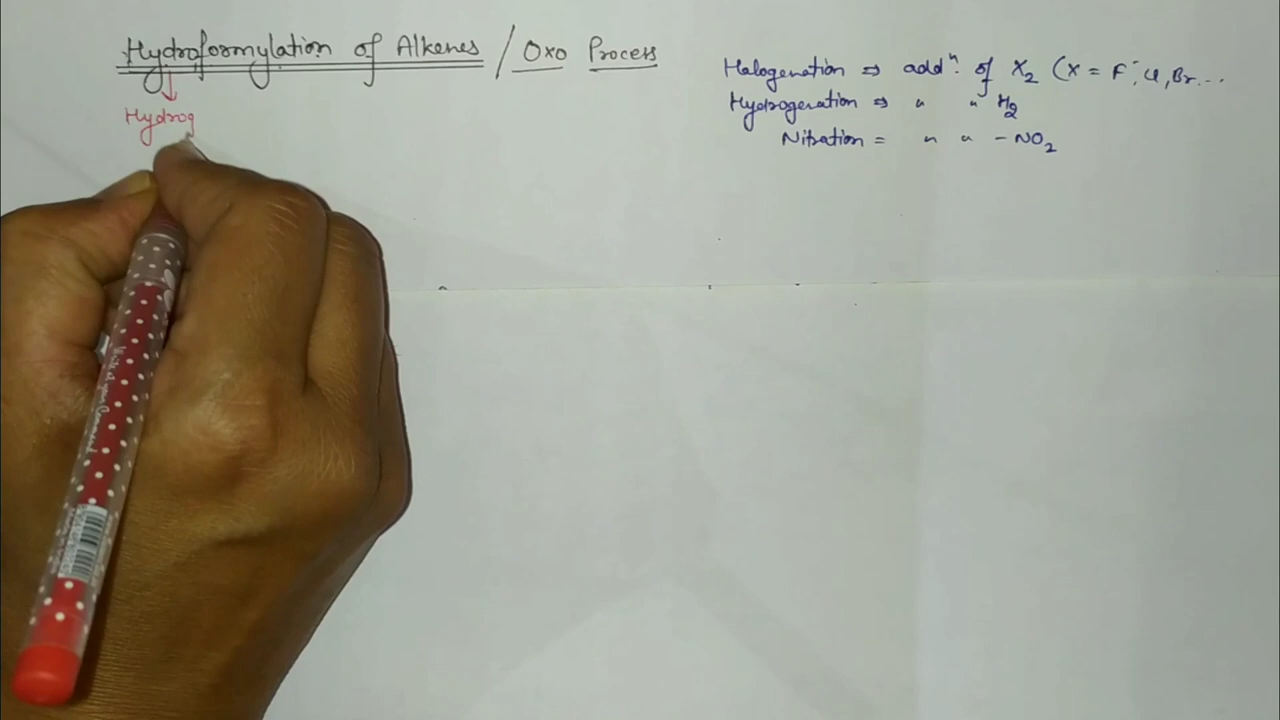 Hydroformylation of Alkenes / Oxo Process
Hydrog
Halogenation ⇒ addⁿ. of X₂ (X = F, Cl, Br...
Hydrogenation ⇒ " " H₂
Nitration = " " -NO₂